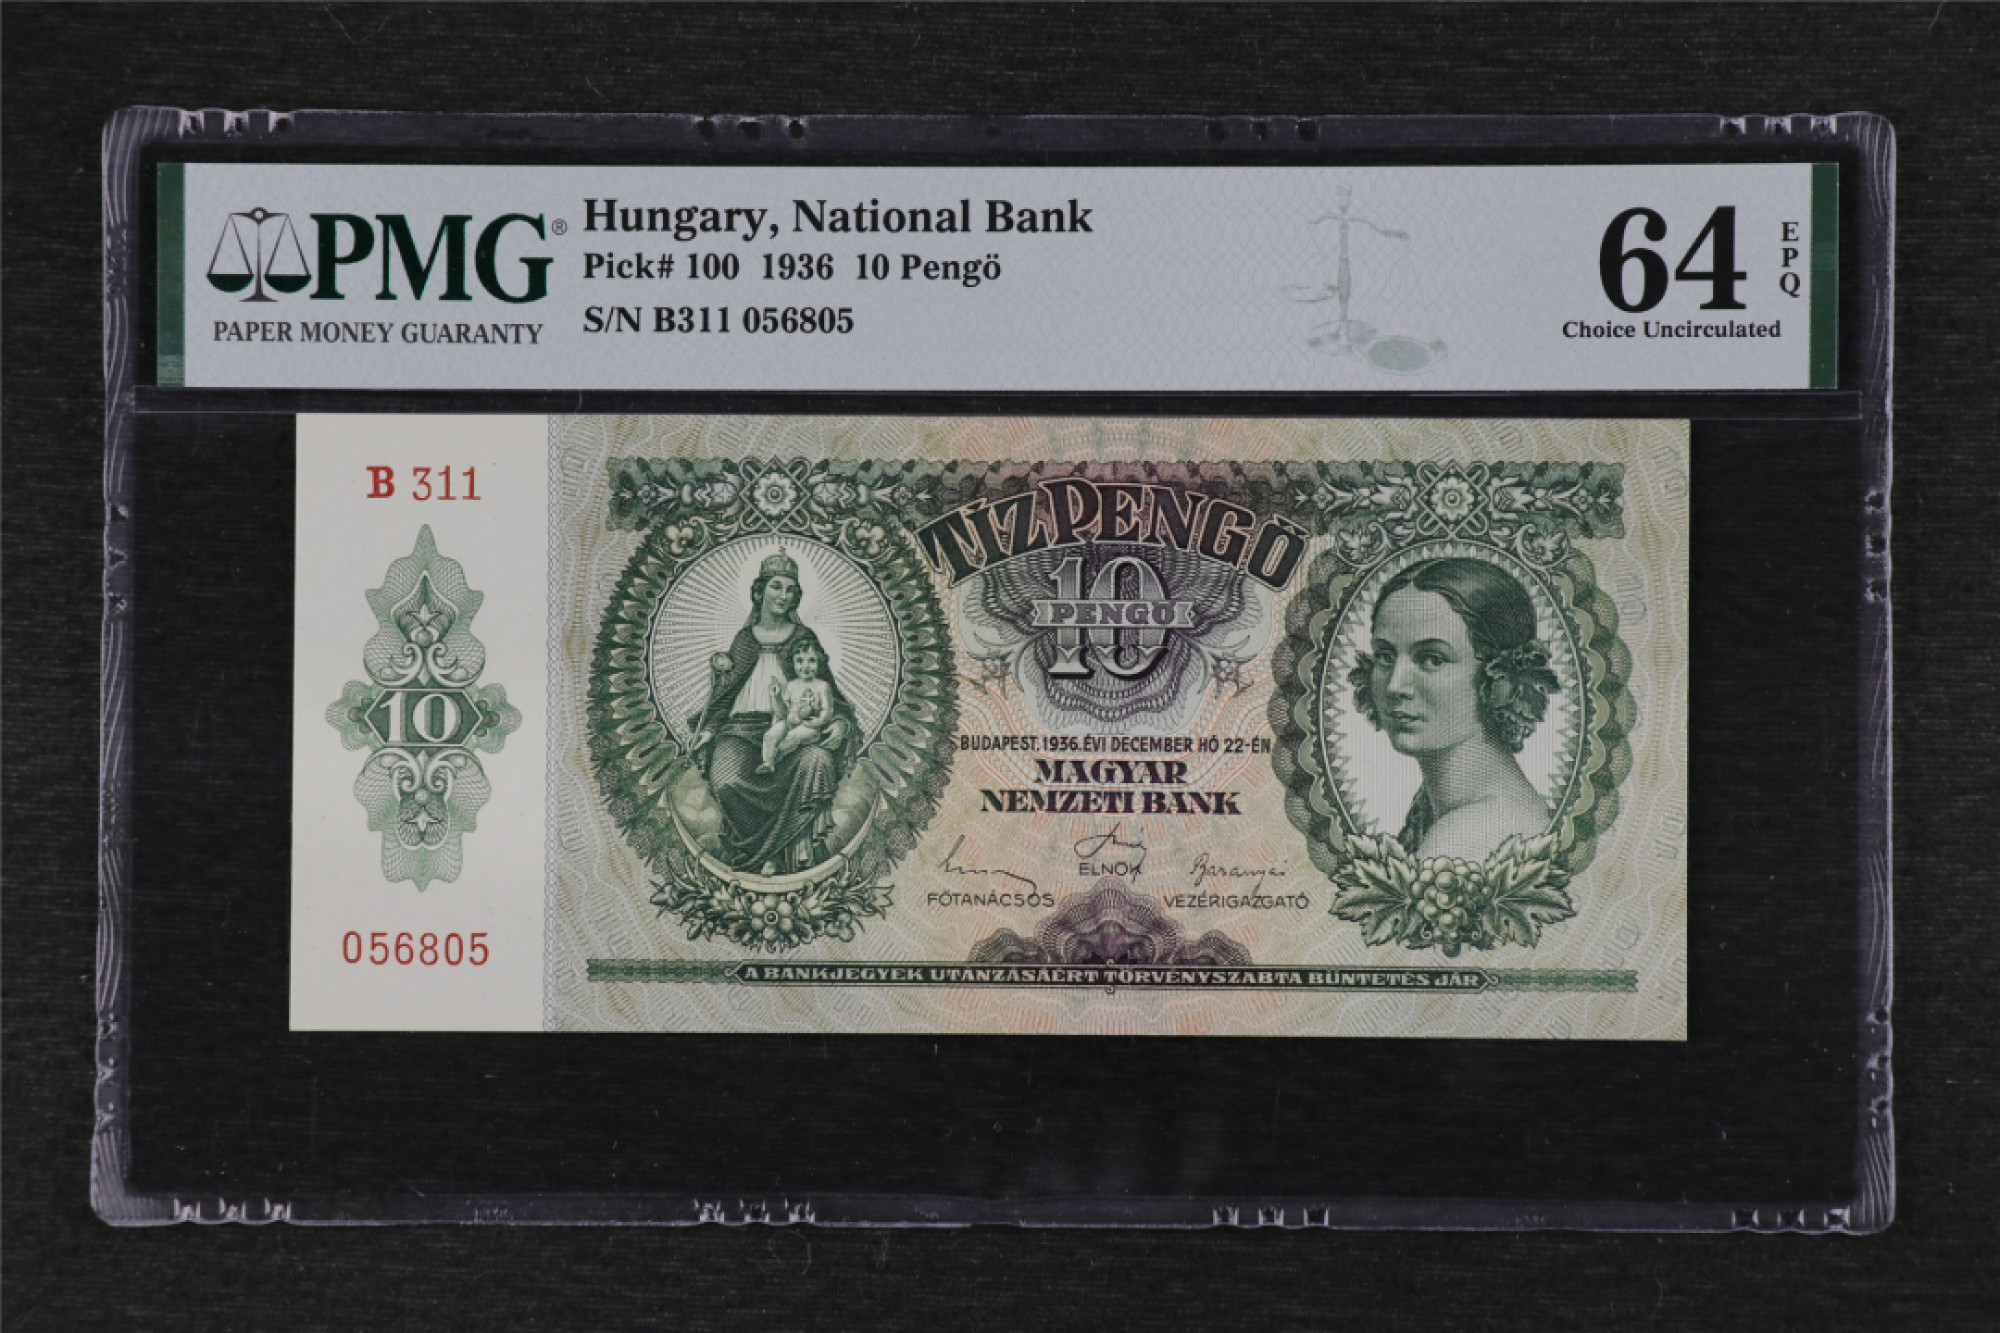 PMG®
PAPER MONEY GUARANTY
Hungary, National Bank
Pick# 100 1936 10 Pengö
S/N B311 056805
64
EPQ
Choice Uncirculated
B 311
10
056805
TÍZ PENGŐ
10
PENGŐ
BUDAPEST, 1936. ÉVI DECEMBER HÓ 22-ÉN
MAGYAR
NEMZETI BANK
ELNÖK
Baranyai
FŐTANÁCSOS
VEZÉRIGAZGATÓ
A BANKJEGYEK UTÁNZÁSÁÉRT TÖRVÉNYSZABTA BÜNTETÉS JÁR